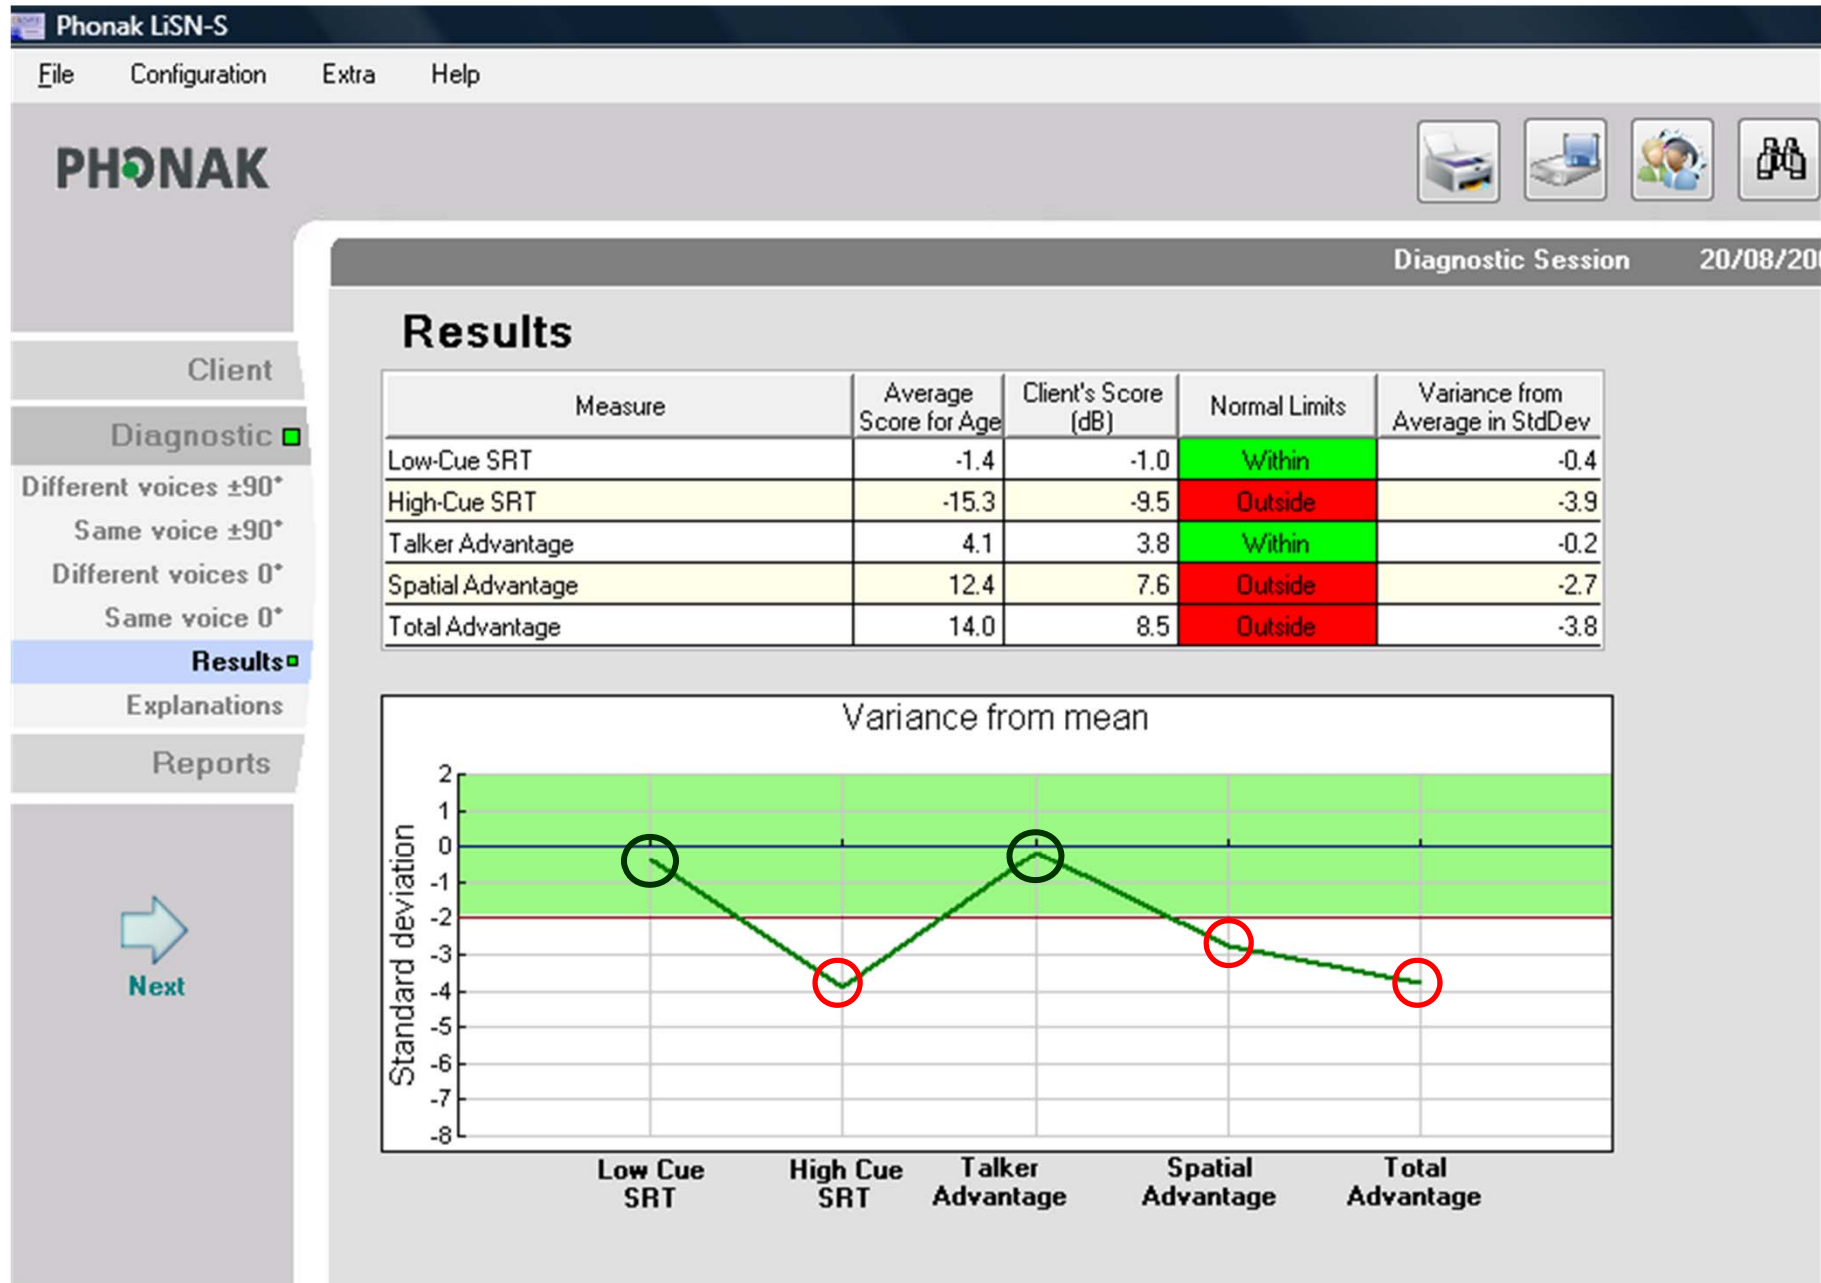 Phonak LiSN-S
File Configuration Extra Help
PHONAK
Diagnostic Session 20/08/20
Results
Client
Diagnostic
Different voices ±90°
Same voice ±90°
Different voices 0°
Same voice 0°
Results
Explanations
Reports
Next
Measure Average Score for Age Client's Score (dB) Normal Limits Variance from Average in StdDev
Low-Cue SRT -1.4 -1.0 Within -0.4
High-Cue SRT -15.3 -9.5 Outside -3.9
Talker Advantage 4.1 3.8 Within -0.2
Spatial Advantage 12.4 7.6 Outside -2.7
Total Advantage 14.0 8.5 Outside -3.8
Variance from mean
Standard deviation
2
1
0
-1
-2
-3
-4
-5
-6
-7
-8
Low Cue SRT High Cue SRT Talker Advantage Spatial Advantage Total Advantage